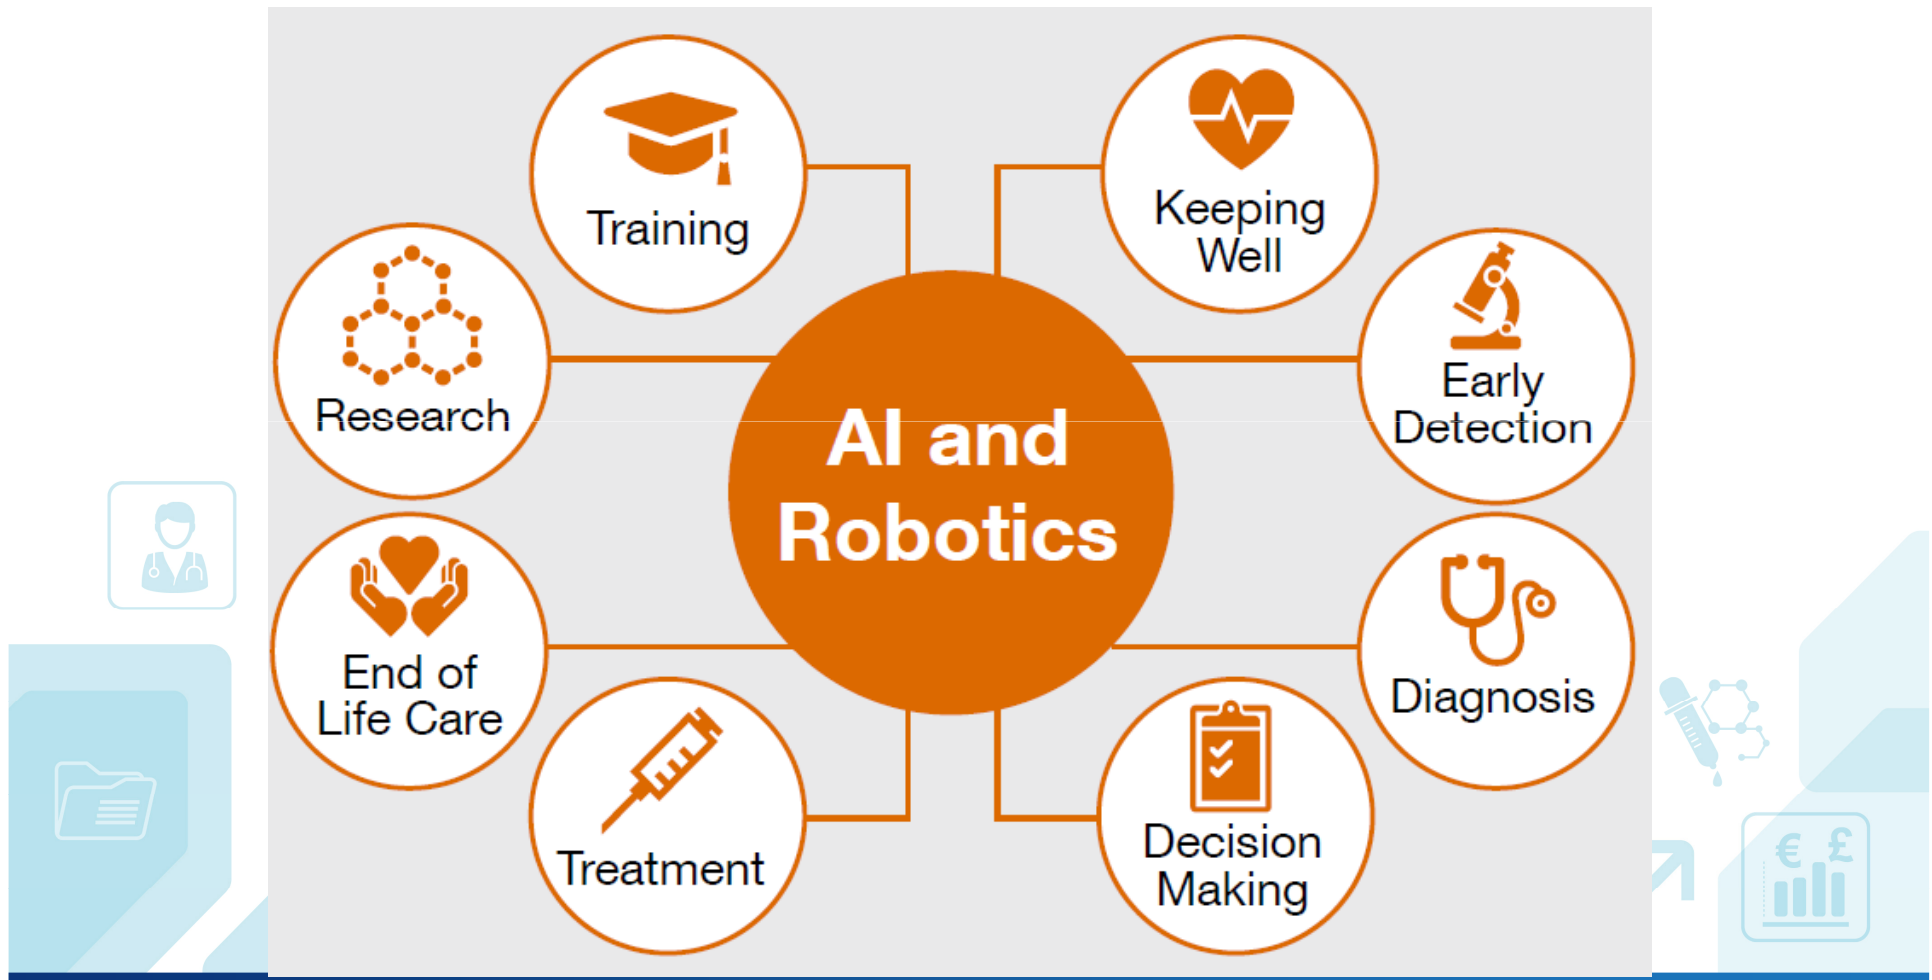 Training
Keeping
Well
Research
Early
Detection
AI and
Robotics
End of
Life Care
Diagnosis
Treatment
Decision
Making
€ £